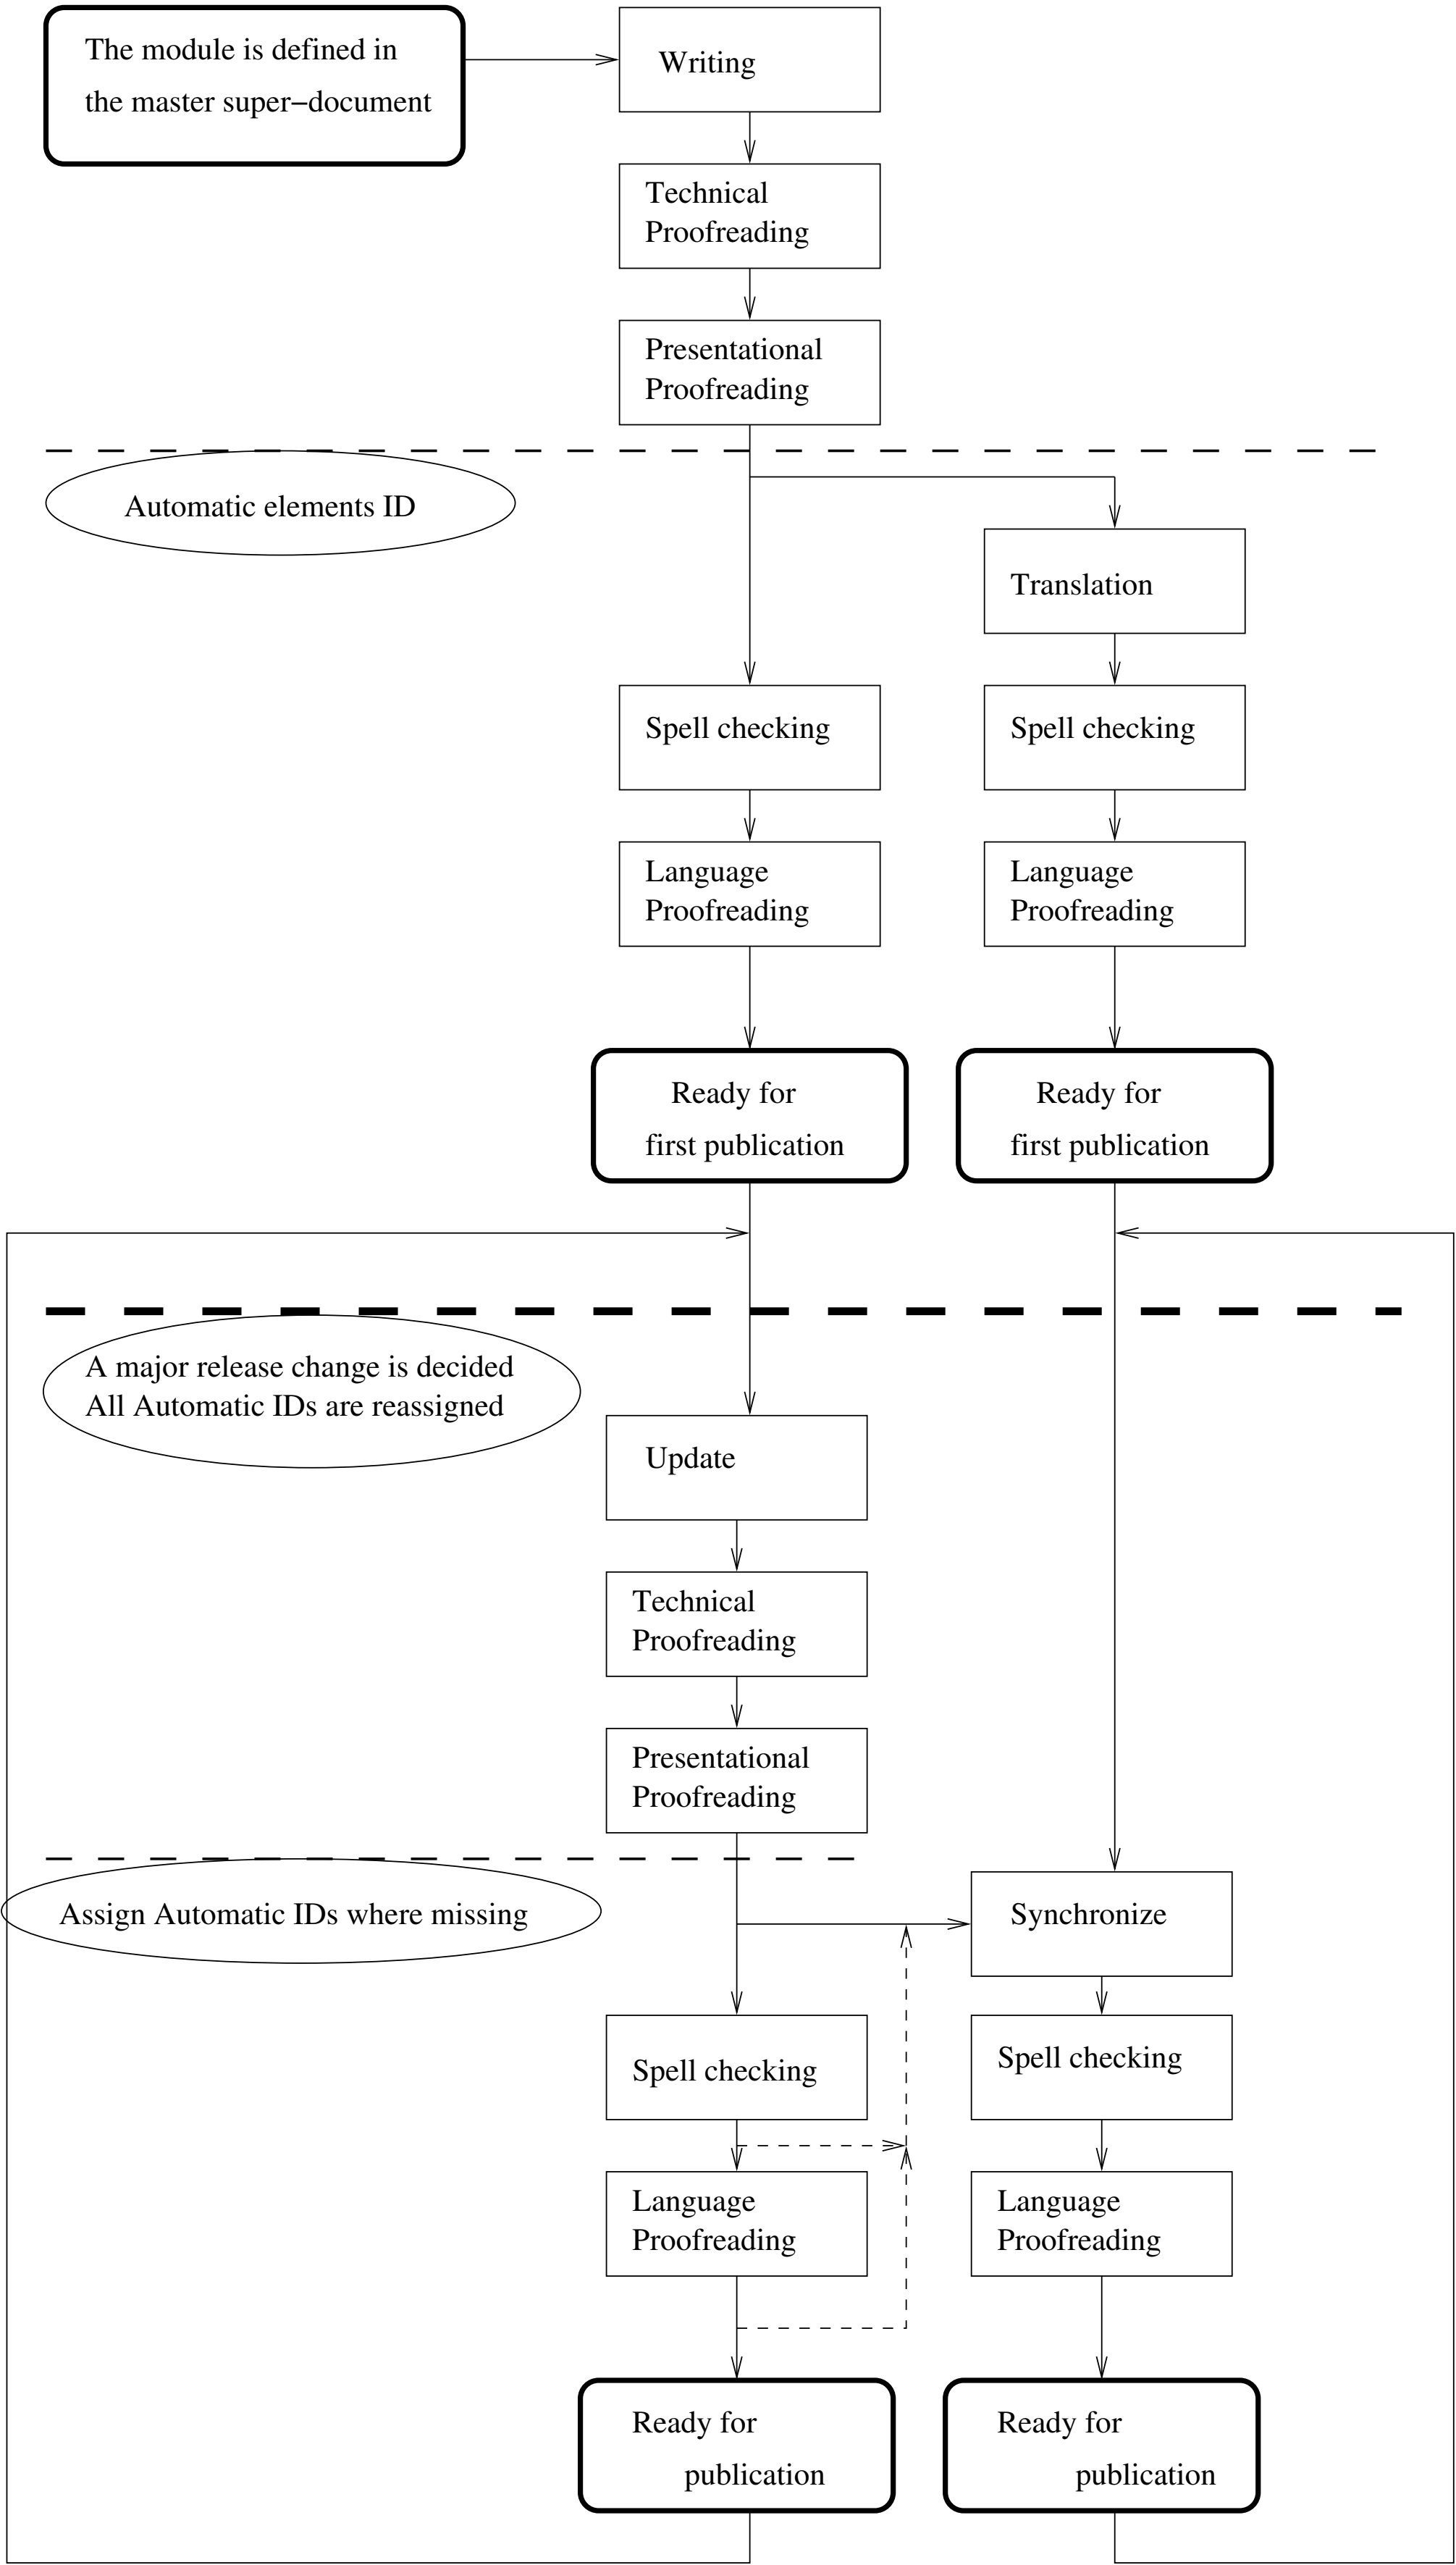 The module is defined in
the master super−document
Writing
Technical
Proofreading
Presentational
Proofreading
Automatic elements ID
Translation
Spell checking
Spell checking
Language
Proofreading
Language
Proofreading
Ready for
first publication
Ready for
first publication
A major release change is decided
All Automatic IDs are reassigned
Update
Technical
Proofreading
Presentational
Proofreading
Assign Automatic IDs where missing
Synchronize
Spell checking
Spell checking
Language
Proofreading
Language
Proofreading
Ready for
publication
Ready for
publication